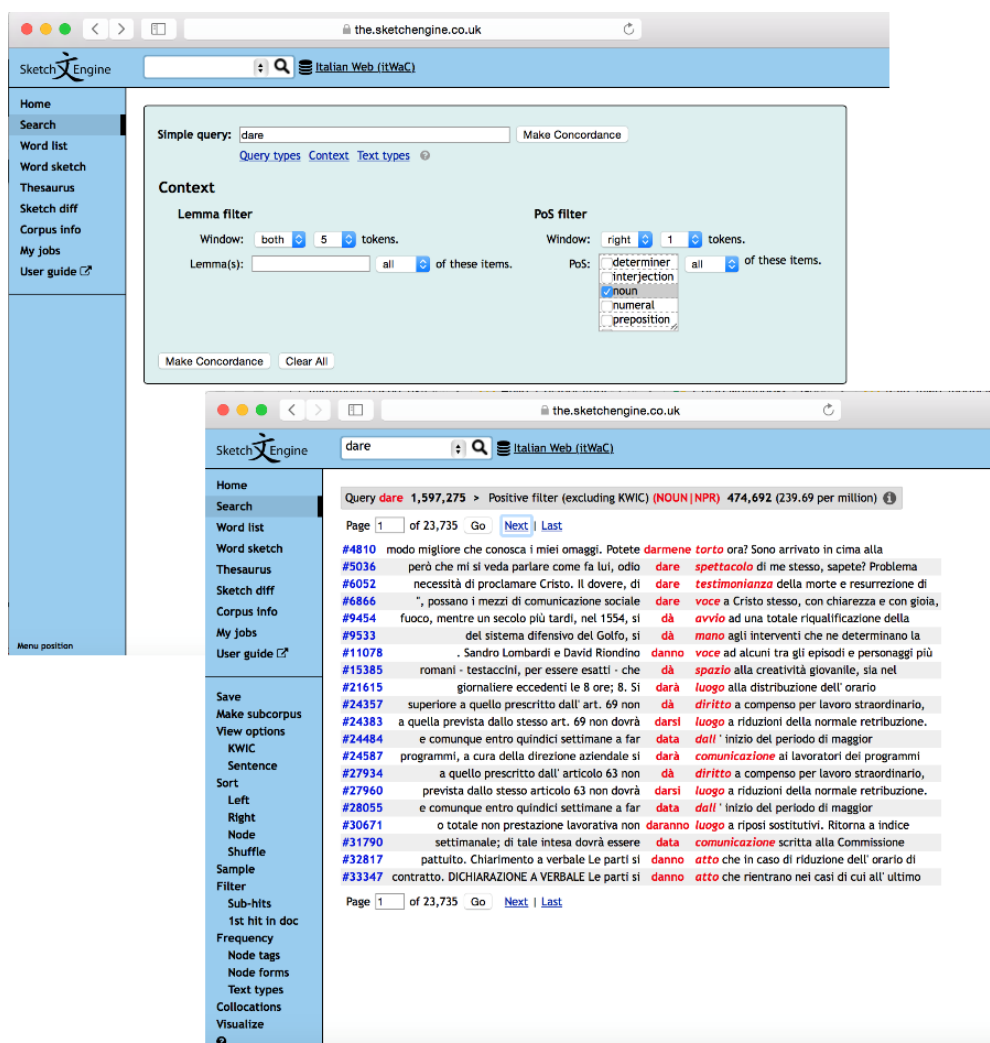 the.sketchengine.co.uk
Sketch Engine
Italian Web (itWaC)
Home
Search
Word list
Word sketch
Thesaurus
Sketch diff
Corpus info
My jobs
User guide
Menu position
Simple query: dare Make Concordance
Query types Context Text types
Context
Lemma filter
Window: both 5 tokens.
Lemma(s): all of these items.
PoS filter
Window: right 1 tokens.
PoS: determiner all of these items.
interjection
noun
numeral
preposition
Make Concordance Clear All
the.sketchengine.co.uk
Sketch Engine
dare Italian Web (itWaC)
Home
Search
Word list
Word sketch
Thesaurus
Sketch diff
Corpus info
My jobs
User guide
Save
Make subcorpus
View options
KWIC
Sentence
Sort
Left
Right
Node
Shuffle
Sample
Filter
Sub-hits
1st hit in doc
Frequency
Node tags
Node forms
Text types
Collocations
Visualize
Query dare 1,597,275 > Positive filter (excluding KWIC) (NOUN|NPR) 474,692 (239.69 per million)
Page 1 of 23,735 Go Next | Last
#4810 modo migliore che conosca i miei omaggi. Potete darmene torto ora? Sono arrivato in cima alla
#5036 però che mi si veda parlare come fa lui, odio dare spettacolo di me stesso, sapete? Problema
#6052 necessità di proclamare Cristo. Il dovere, di dare testimonianza della morte e resurrezione di
#6866 ", possano i mezzi di comunicazione sociale dare voce a Cristo stesso, con chiarezza e con gioia,
#9454 fuoco, mentre un secolo più tardi, nel 1554, si dà avvio ad una totale riqualificazione della
#9533 del sistema difensivo del Golfo, si dà mano agli interventi che ne determinano la
#11078 . Sandro Lombardi e David Riondino danno voce ad alcuni tra gli episodi e personaggi più
#15385 romani - testaccini, per essere esatti - che dà spazio alla creatività giovanile, sia nel
#21615 giornaliere eccedenti le 8 ore; 8. Si darà luogo alla distribuzione dell' orario
#24357 superiore a quello prescritto dall' art. 69 non dà diritto a compenso per lavoro straordinario,
#24383 a quella prevista dallo stesso art. 69 non dovrà darsi luogo a riduzioni della normale retribuzione.
#24484 e comunque entro quindici settimane a far data dall ' inizio del periodo di maggior
#24587 programmi, a cura della direzione aziendale si darà comunicazione ai lavoratori dei programmi
#27934 a quello prescritto dall' articolo 63 non dà diritto a compenso per lavoro straordinario,
#27960 prevista dallo stesso articolo 63 non dovrà darsi luogo a riduzioni della normale retribuzione.
#28055 e comunque entro quindici settimane a far data dall ' inizio del periodo di maggior
#30671 o totale non prestazione lavorativa non daranno luogo a riposi sostitutivi. Ritorna a indice
#31790 settimanale; di tale intesa dovrà essere data comunicazione scritta alla Commissione
#32817 pattuito. Chiarimento a verbale Le parti si danno atto che in caso di riduzione dell' orario di
#33347 contratto. DICHIARAZIONE A VERBALE Le parti si danno atto che rientrano nei casi di cui all' ultimo
Page 1 of 23,735 Go Next | Last